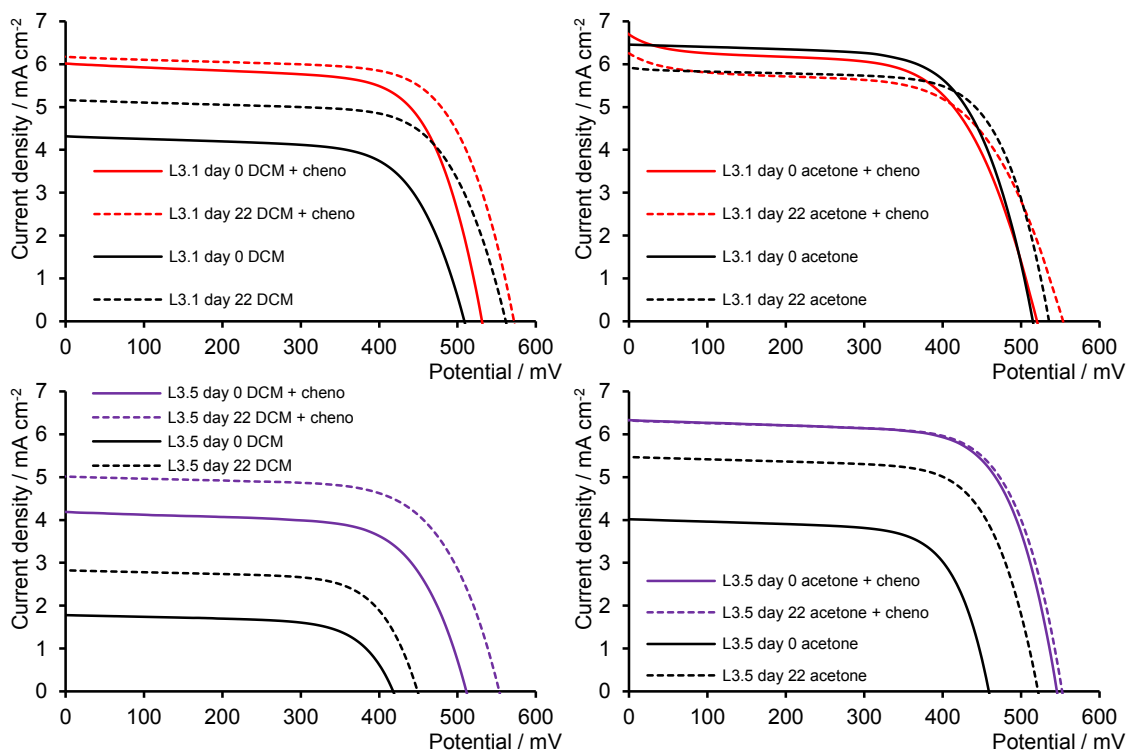 Current density / mA cm-2
7
6
5
4
3
2
1
0
L3.1 day 0 DCM + cheno
L3.1 day 22 DCM + cheno
L3.1 day 0 DCM
L3.1 day 22 DCM
0 100 200 300 400 500 600
Potential / mV
Current density / mA cm-2
7
6
5
4
3
2
1
0
L3.1 day 0 acetone + cheno
L3.1 day 22 acetone + cheno
L3.1 day 0 acetone
L3.1 day 22 acetone
0 100 200 300 400 500 600
Potential / mV
Current density / mA cm-2
7
6
5
4
3
2
1
0
L3.5 day 0 DCM + cheno
L3.5 day 22 DCM + cheno
L3.5 day 0 DCM
L3.5 day 22 DCM
0 100 200 300 400 500 600
Potential / mV
Current density / mA cm-2
7
6
5
4
3
2
1
0
L3.5 day 0 acetone + cheno
L3.5 day 22 acetone + cheno
L3.5 day 0 acetone
L3.5 day 22 acetone
0 100 200 300 400 500 600
Potential / mV